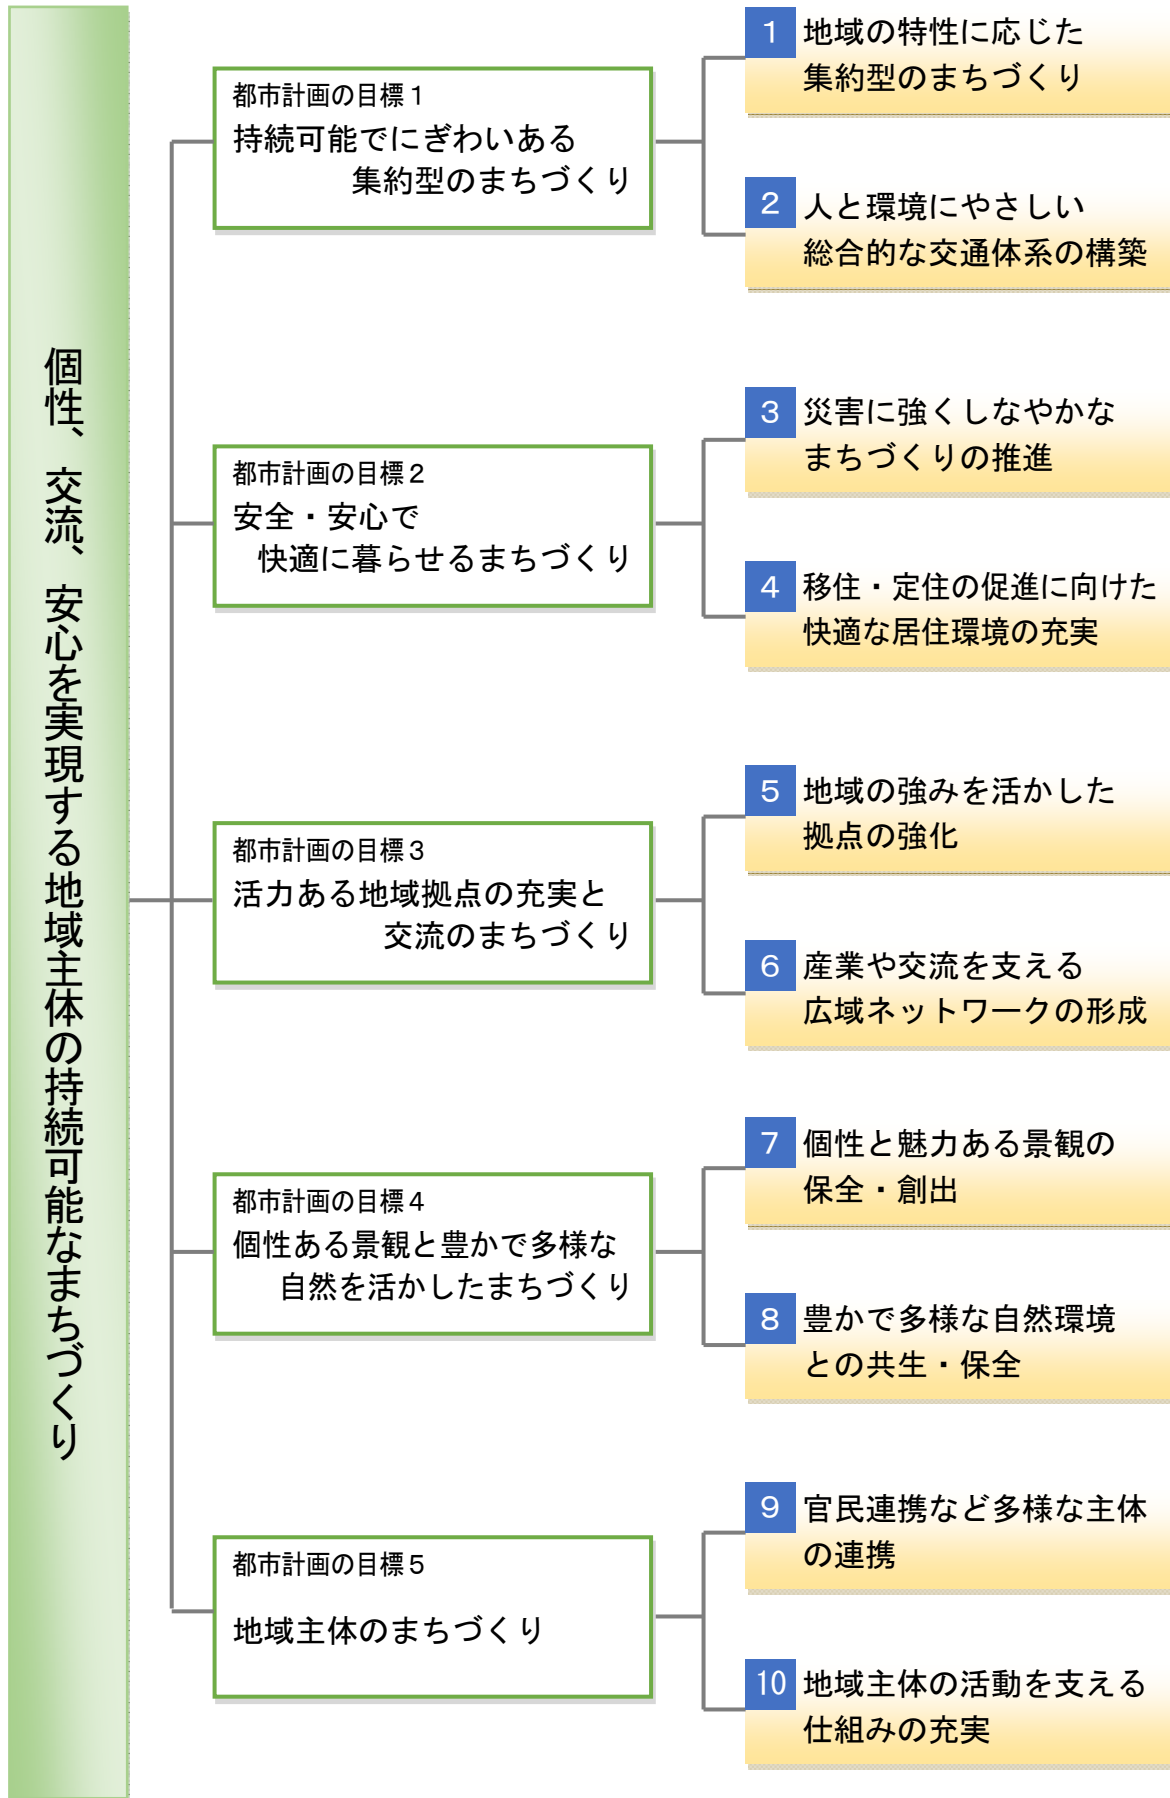 個性、交流、安心を実現する地域主体の持続可能なまちづくり
都市計画の目標1
持続可能でにぎわいある
集約型のまちづくり
1 地域の特性に応じた
集約型のまちづくり
2 人と環境にやさしい
総合的な交通体系の構築
都市計画の目標2
安全・安心で
快適に暮らせるまちづくり
3 災害に強くしなやかな
まちづくりの推進
4 移住・定住の促進に向けた
快適な居住環境の充実
都市計画の目標3
活力ある地域拠点の充実と
交流のまちづくり
5 地域の強みを活かした
拠点の強化
6 産業や交流を支える
広域ネットワークの形成
都市計画の目標4
個性ある景観と豊かで多様な
自然を活かしたまちづくり
7 個性と魅力ある景観の
保全・創出
8 豊かで多様な自然環境
との共生・保全
都市計画の目標5
地域主体のまちづくり
9 官民連携など多様な主体
の連携
10 地域主体の活動を支える
仕組みの充実